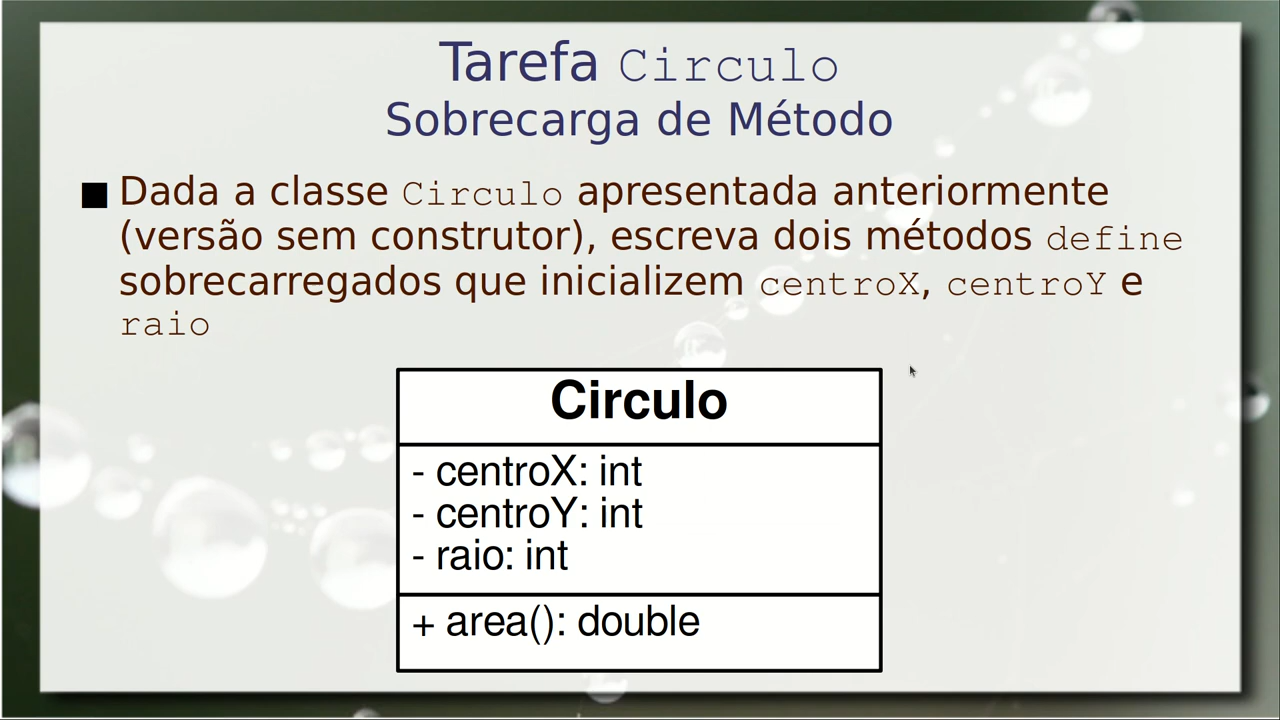 Tarefa Circulo
Sobrecarga de Método
Dada a classe Circulo apresentada anteriormente
(versão sem construtor), escreva dois métodos define
sobrecarregados que inicializem centroX, centroY e
raio
Circulo
- centroX: int
- centroY: int
- raio: int
+ area(): double